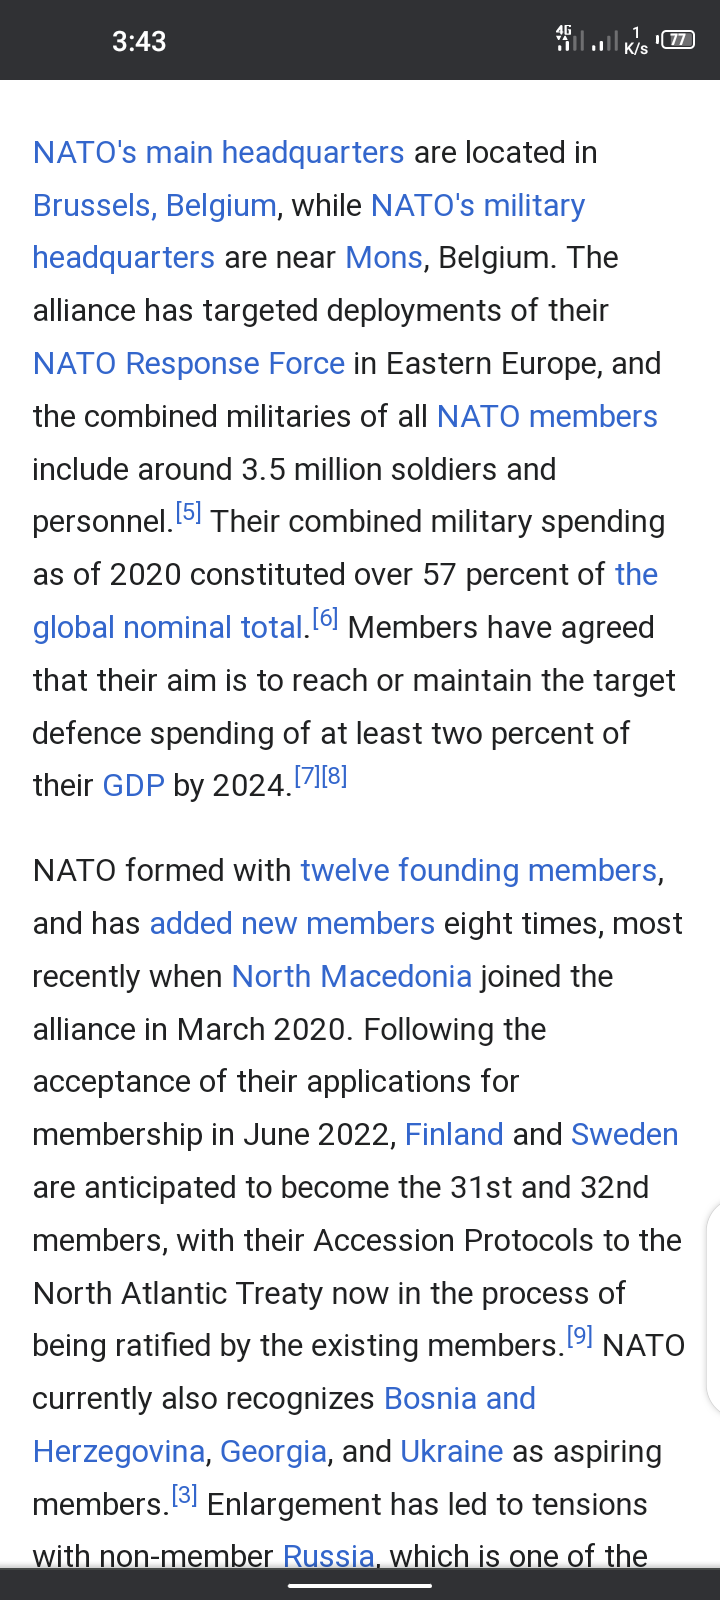 3:43
4G
1
K/s
77
NATO's main headquarters are located in
Brussels, Belgium, while NATO's military
headquarters are near Mons, Belgium. The
alliance has targeted deployments of their
NATO Response Force in Eastern Europe, and
the combined militaries of all NATO members
include around 3.5 million soldiers and
personnel.[5] Their combined military spending
as of 2020 constituted over 57 percent of the
global nominal total.[6] Members have agreed
that their aim is to reach or maintain the target
defence spending of at least two percent of
their GDP by 2024.[7][8]
NATO formed with twelve founding members,
and has added new members eight times, most
recently when North Macedonia joined the
alliance in March 2020. Following the
acceptance of their applications for
membership in June 2022, Finland and Sweden
are anticipated to become the 31st and 32nd
members, with their Accession Protocols to the
North Atlantic Treaty now in the process of
being ratified by the existing members.[9] NATO
currently also recognizes Bosnia and
Herzegovina, Georgia, and Ukraine as aspiring
members.[3] Enlargement has led to tensions
with non-member Russia, which is one of the